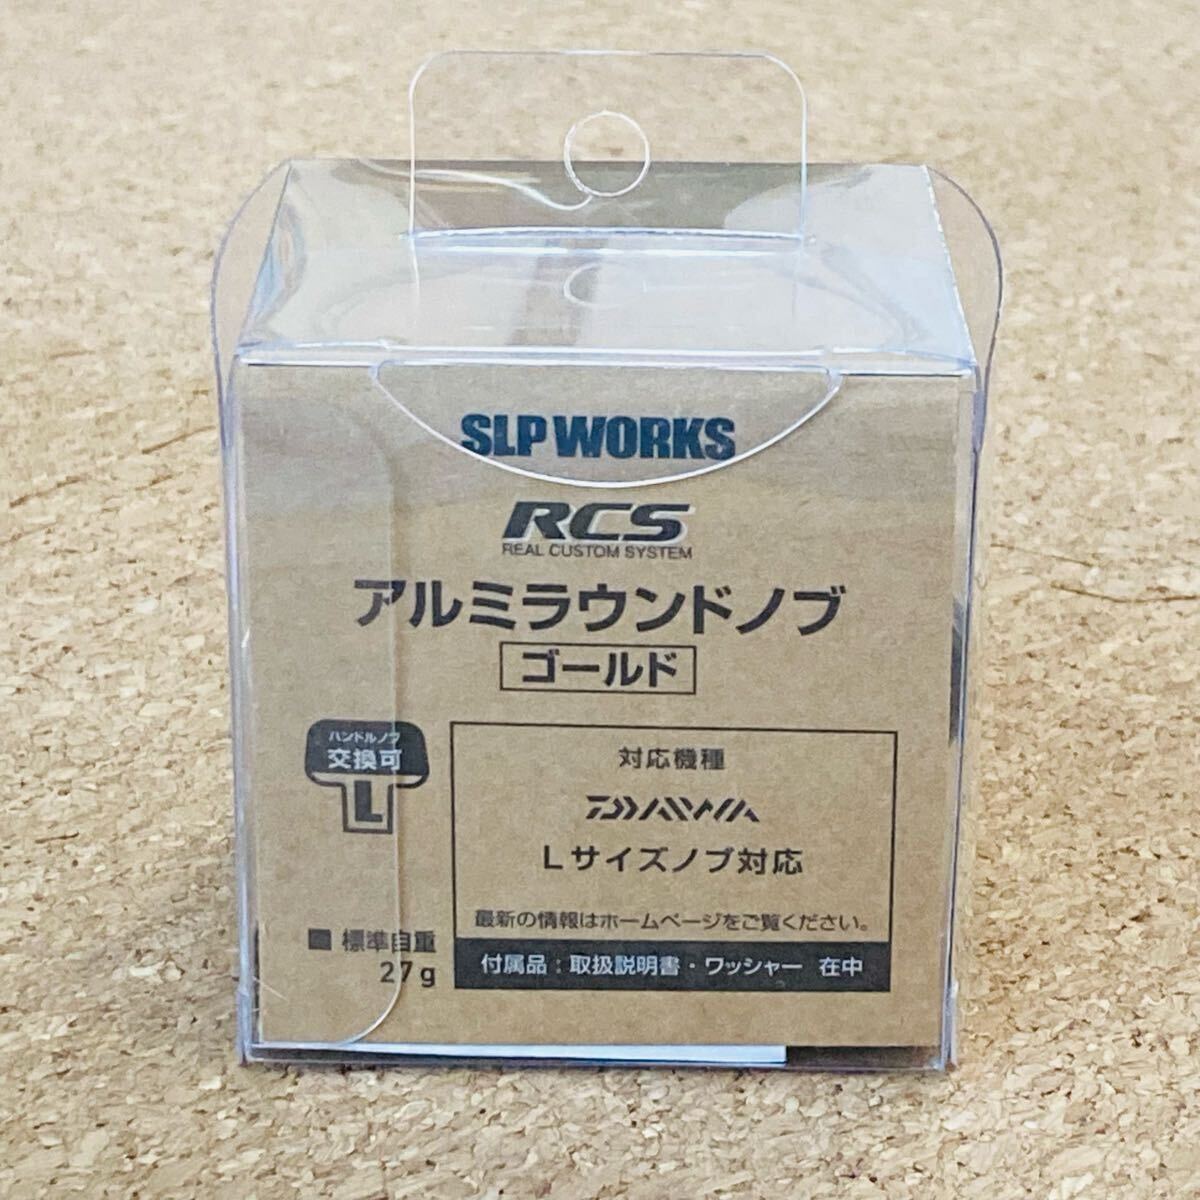 SLP WORKS
RCS
REAL CUSTOM SYSTEM
アルミラウンドノブ
ゴールド
ハンドルノブ
交換可
L
■ 標準自重
27g
対応機種
DAIWA
Lサイズノブ対応
最新の情報はホームページをご覧ください。
付属品：取扱説明書・ワッシャー 在中